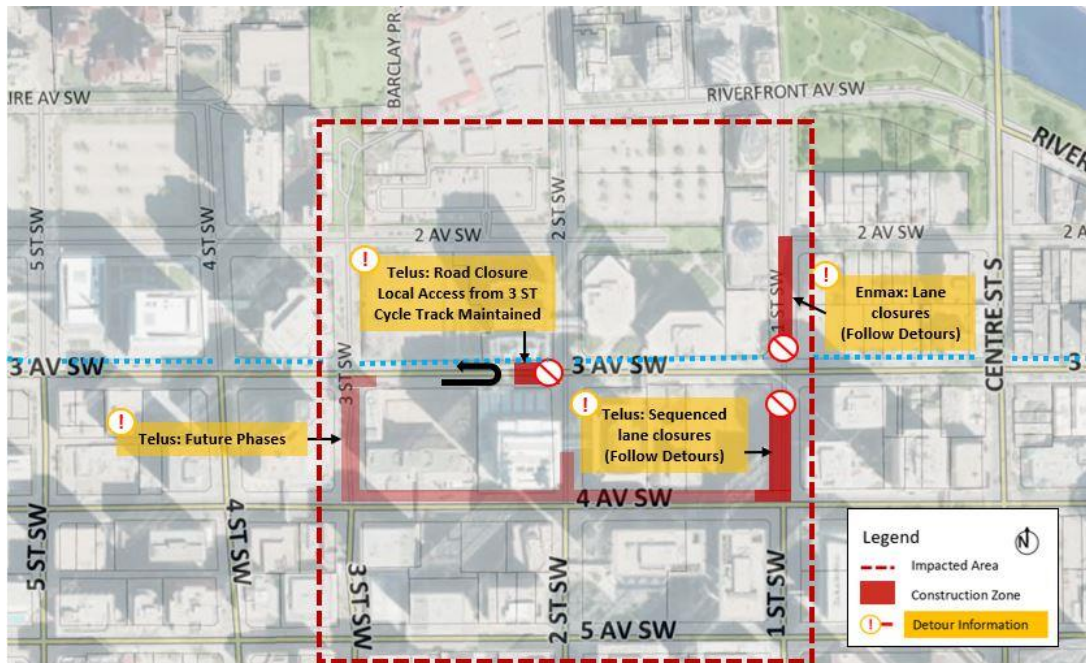 BARCLAY PR
AIRE AV SW
RIVERFRONT AV SW
RIVER
5 ST SW
4 ST SW
2 ST SW
2 AV SW
2 AV SW
2 A
!
Telus: Road Closure
Local Access from 3 ST
Cycle Track Maintained
1 ST SW
!
Enmax: Lane
closures
(Follow Detours)
CENTRE ST S
3 AV SW
3 ST SW
3 AV SW
3
!
Telus: Future Phases
!
Telus: Sequenced
lane closures
(Follow Detours)
4 AV SW
5 ST SW
4 ST SW
3 ST SW
2 ST SW
1 ST SW
5 AV SW
Legend
N
Impacted Area
Construction Zone
!
Detour Information